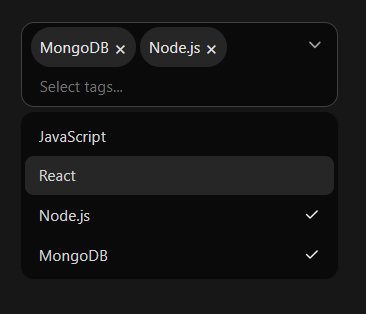 MongoDB × Node.js ×
Select tags...
JavaScript
React
Node.js
MongoDB